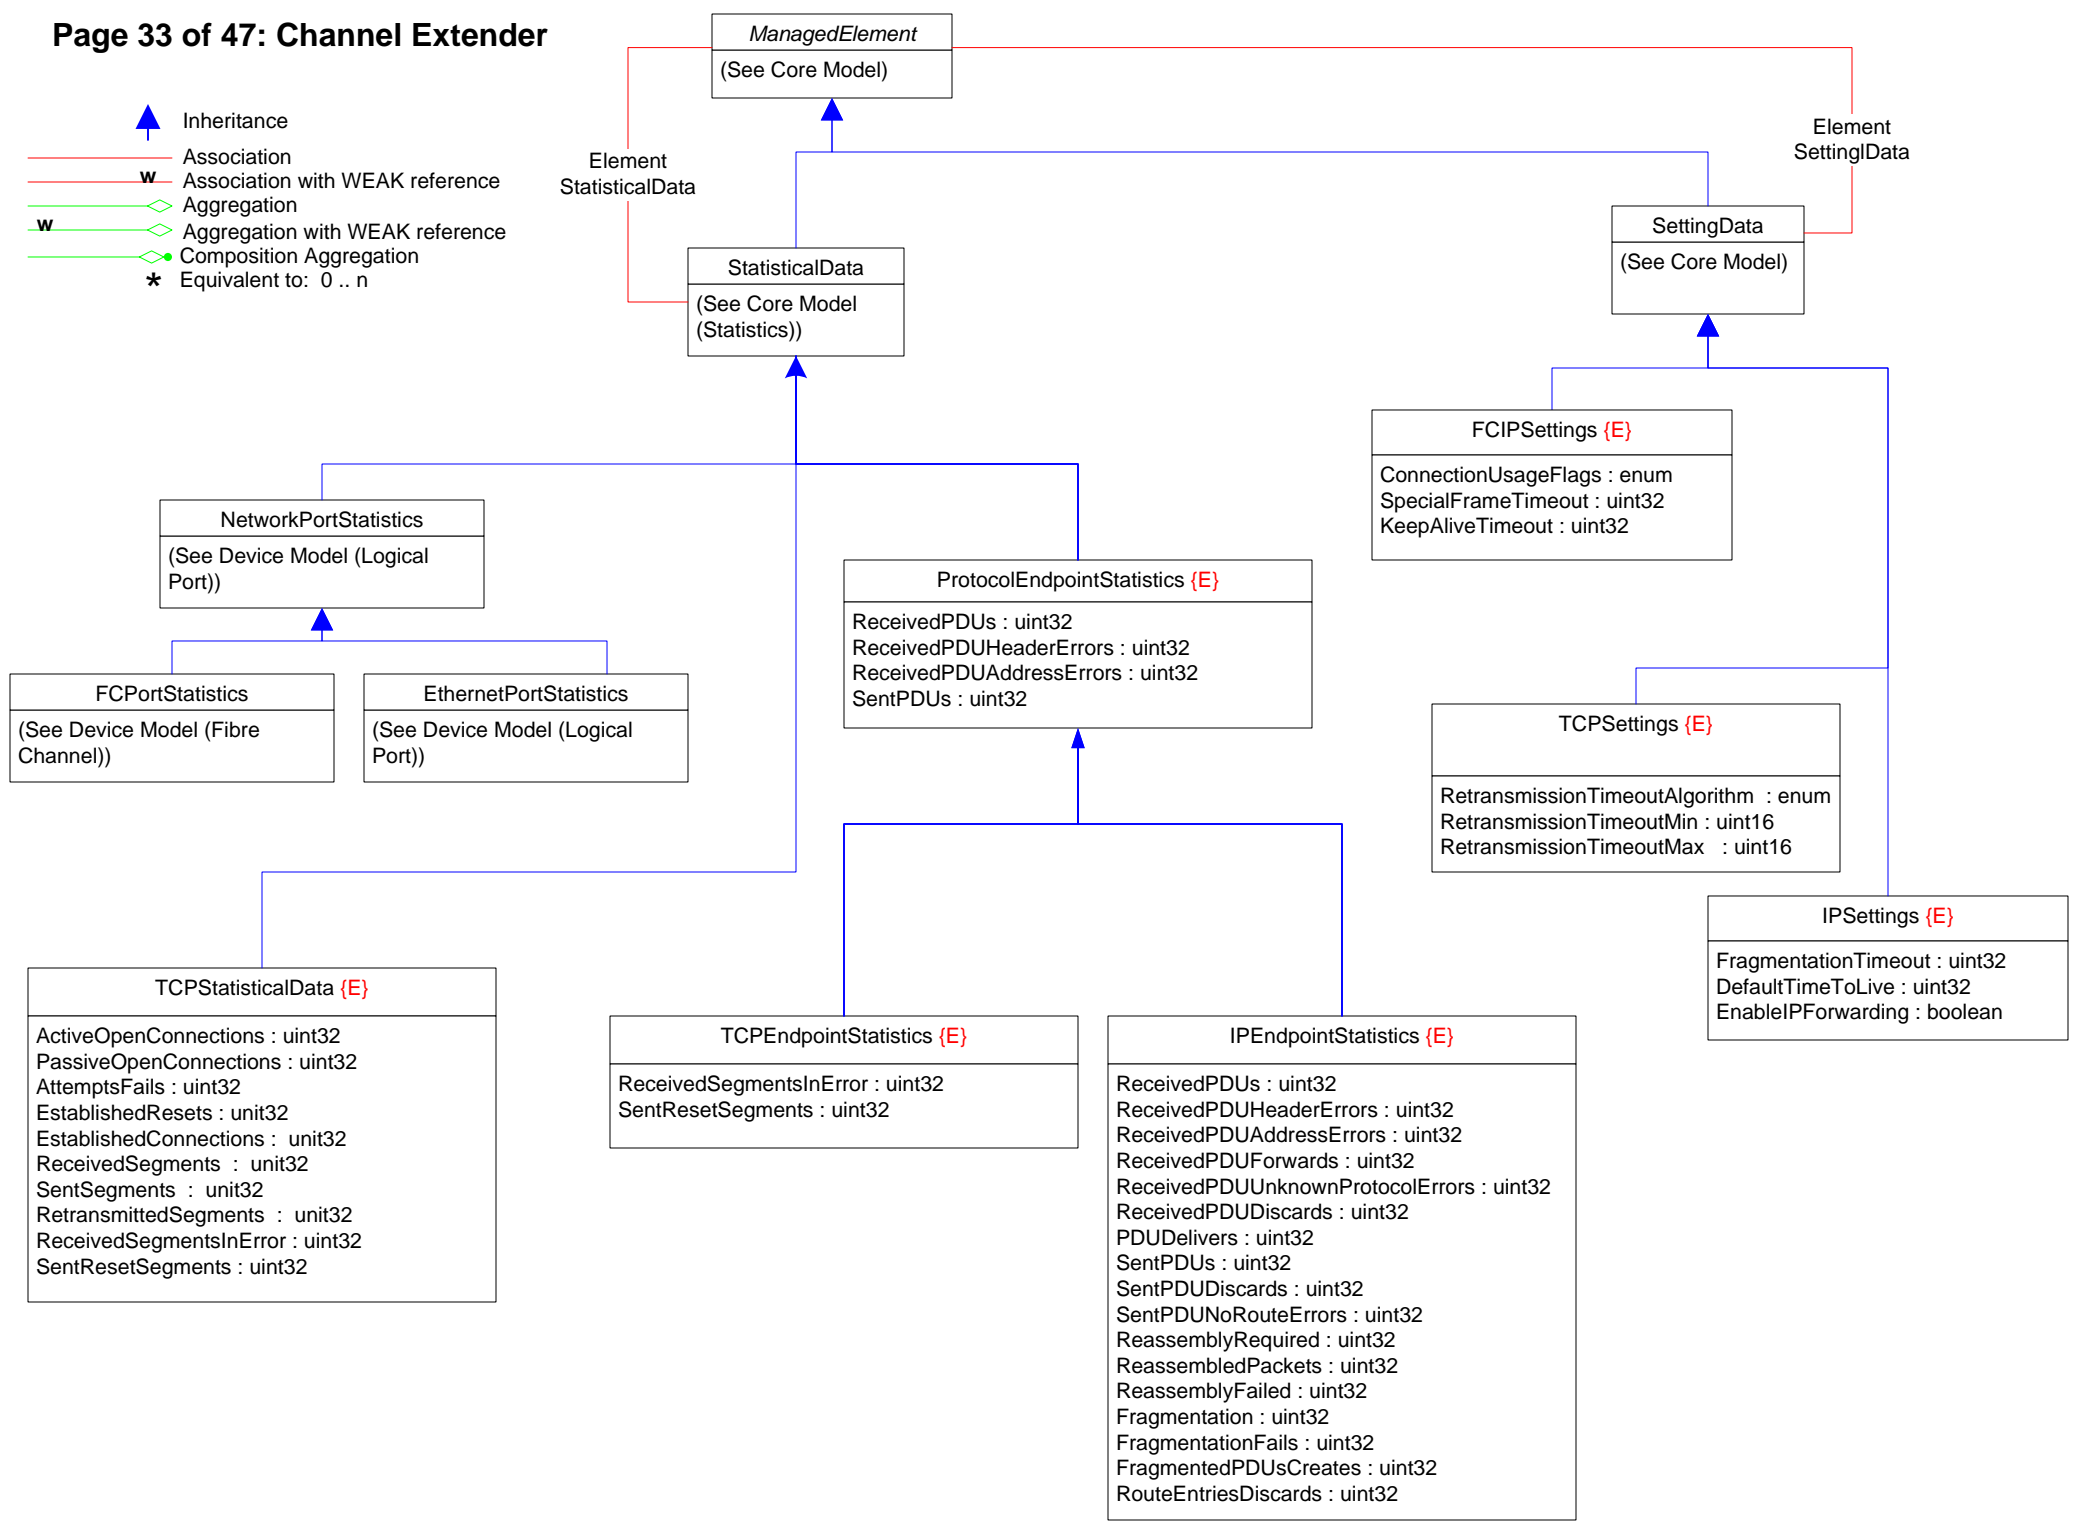 Page 33 of 47: Channel Extender
Inheritance
Association
w
Association with WEAK reference
Aggregation
w
Aggregation with WEAK reference
Composition Aggregation
* Equivalent to:  0 .. n
ManagedElement
(See Core Model)
Element
StatisticalData
Element
SettinglData
StatisticalData
(See Core Model
(Statistics))
SettingData
(See Core Model)
NetworkPortStatistics
(See Device Model (Logical
Port))
FCPortStatistics
(See Device Model (Fibre
Channel))
EthernetPortStatistics
(See Device Model (Logical
Port))
ProtocolEndpointStatistics {E}
ReceivedPDUs : uint32
ReceivedPDUHeaderErrors : uint32
ReceivedPDUAddressErrors : uint32
SentPDUs : uint32
FCIPSettings {E}
ConnectionUsageFlags : enum
SpecialFrameTimeout : uint32
KeepAliveTimeout : uint32
TCPSettings {E}
RetransmissionTimeoutAlgorithm  : enum
RetransmissionTimeoutMin : uint16
RetransmissionTimeoutMax   : uint16
IPSettings {E}
FragmentationTimeout : uint32
DefaultTimeToLive : uint32
EnableIPForwarding : boolean
TCPStatisticalData {E}
ActiveOpenConnections : uint32
PassiveOpenConnections : uint32
AttemptsFails : uint32
EstablishedResets : unit32
EstablishedConnections :  unit32
ReceivedSegments  :  unit32
SentSegments  :  unit32
RetransmittedSegments  :  unit32
ReceivedSegmentsInError : uint32
SentResetSegments : uint32
TCPEndpointStatistics {E}
ReceivedSegmentsInError : uint32
SentResetSegments : uint32
IPEndpointStatistics {E}
ReceivedPDUs : uint32
ReceivedPDUHeaderErrors : uint32
ReceivedPDUAddressErrors : uint32
ReceivedPDUForwards : uint32
ReceivedPDUUnknownProtocolErrors : uint32
ReceivedPDUDiscards : uint32
PDUDelivers : uint32
SentPDUs : uint32
SentPDUDiscards : uint32
SentPDUNoRouteErrors : uint32
ReassemblyRequired : uint32
ReassembledPackets : uint32
ReassemblyFailed : uint32
Fragmentation : uint32
FragmentationFails : uint32
FragmentedPDUsCreates : uint32
RouteEntriesDiscards : uint32